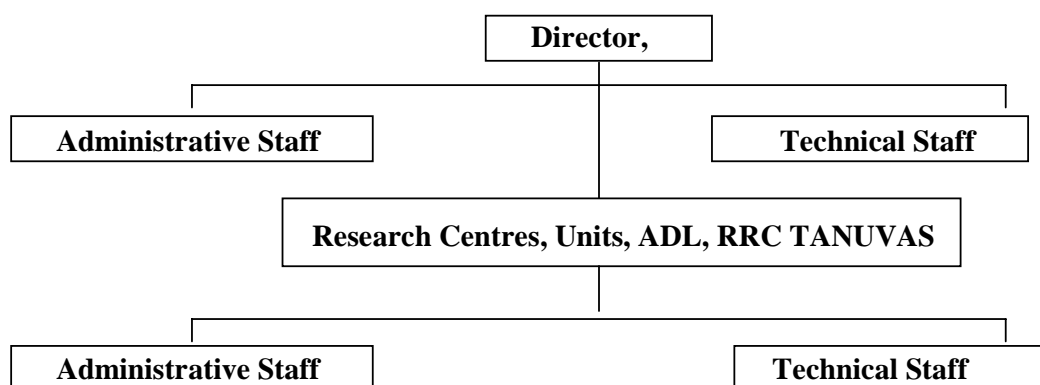 Director,
Administrative Staff
Technical Staff
Research Centres, Units, ADL, RRC TANUVAS
Administrative Staff
Technical Staff